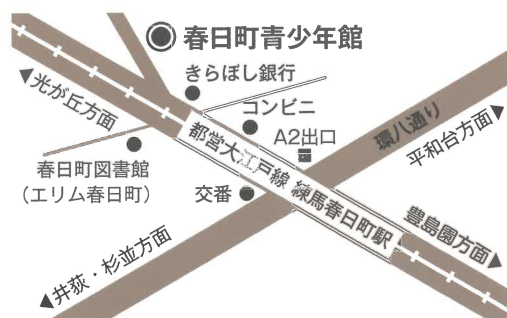 春日町青少年館
きらぼし銀行
◀光が丘方面
コンビニ
A2出口
環八通り
平和台方面▶
都営大江戸線 練馬春日町駅
春日町図書館
(エリム春日町)
交番
豊島園方面▶
◀井荻・杉並方面